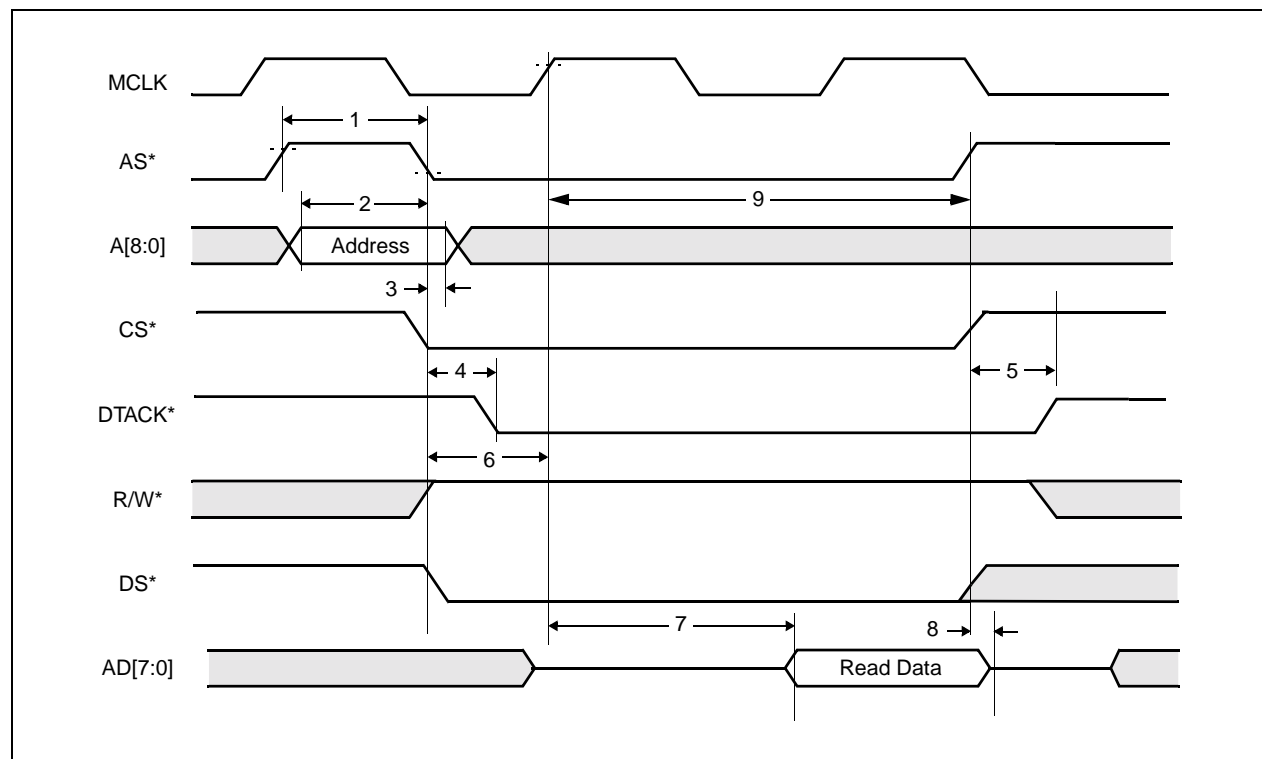 MCLK
1
AS*
2
9
A[8:0]
Address
3
CS*
4
5
DTACK*
6
R/W*
DS*
7
8
AD[7:0]
Read Data